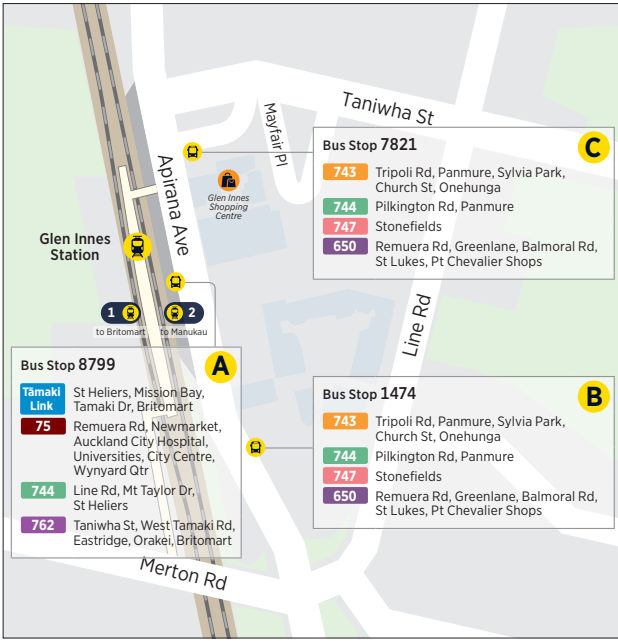 Taniwha St
Mayfair Pl
Apirana Ave
Glen Innes
Shopping
Centre
Glen Innes
Station
1
to Britomart
2
to Manukau
Line Rd
Merton Rd
Bus Stop 7821
C
743 Tripoli Rd, Panmure, Sylvia Park,
Church St, Onehunga
744 Pilkington Rd, Panmure
747 Stonefields
650 Remuera Rd, Greenlane, Balmoral Rd,
St Lukes, Pt Chevalier Shops
Bus Stop 8799
A
Tāmaki
Link
St Heliers, Mission Bay,
Tamaki Dr, Britomart
75 Remuera Rd, Newmarket,
Auckland City Hospital,
Universities, City Centre,
Wynyard Qtr
744 Line Rd, Mt Taylor Dr,
St Heliers
762 Taniwha St, West Tamaki Rd,
Eastridge, Orakei, Britomart
Bus Stop 1474
B
743 Tripoli Rd, Panmure, Sylvia Park,
Church St, Onehunga
744 Pilkington Rd, Panmure
747 Stonefields
650 Remuera Rd, Greenlane, Balmoral Rd,
St Lukes, Pt Chevalier Shops